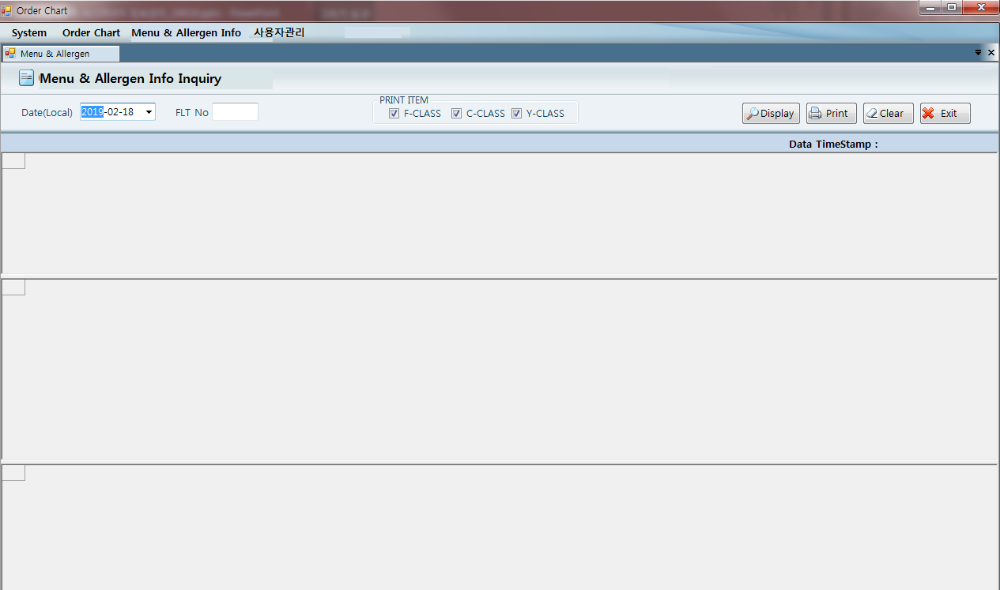 Order Chart
System Order Chart Menu & Allergen Info 사용자관리
Menu & Allergen
Menu & Allergen Info Inquiry
PRINT ITEM
Date(Local) 2019-02-18 FLT No F-CLASS C-CLASS Y-CLASS Display Print Clear Exit
Data TimeStamp :